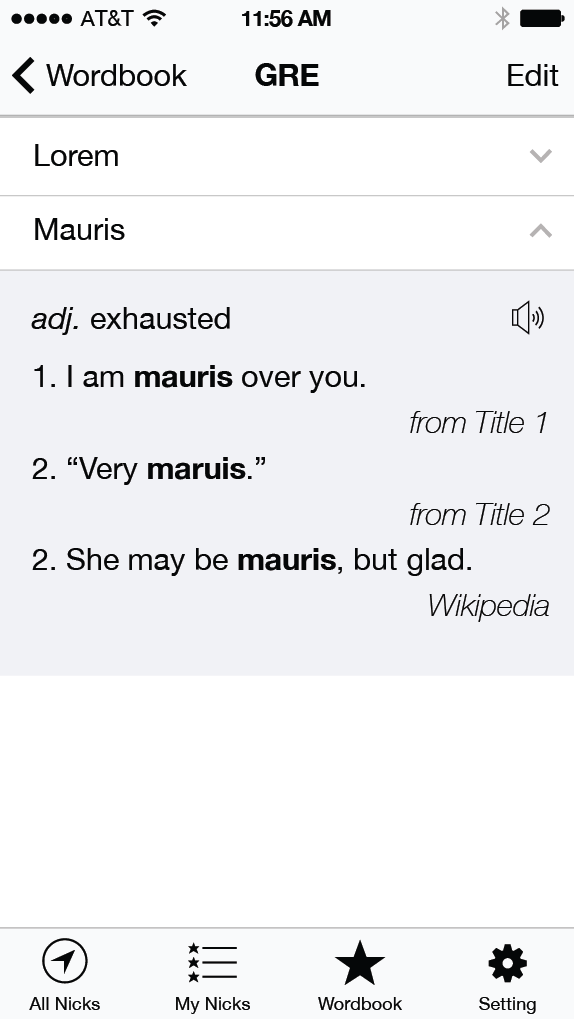 AT&T 11:56 AM
Wordbook GRE Edit
Lorem
Mauris
adj. exhausted
1. I am mauris over you.
from Title 1
2. “Very maruis.”
from Title 2
2. She may be mauris, but glad.
Wikipedia
All Nicks My Nicks Wordbook Setting